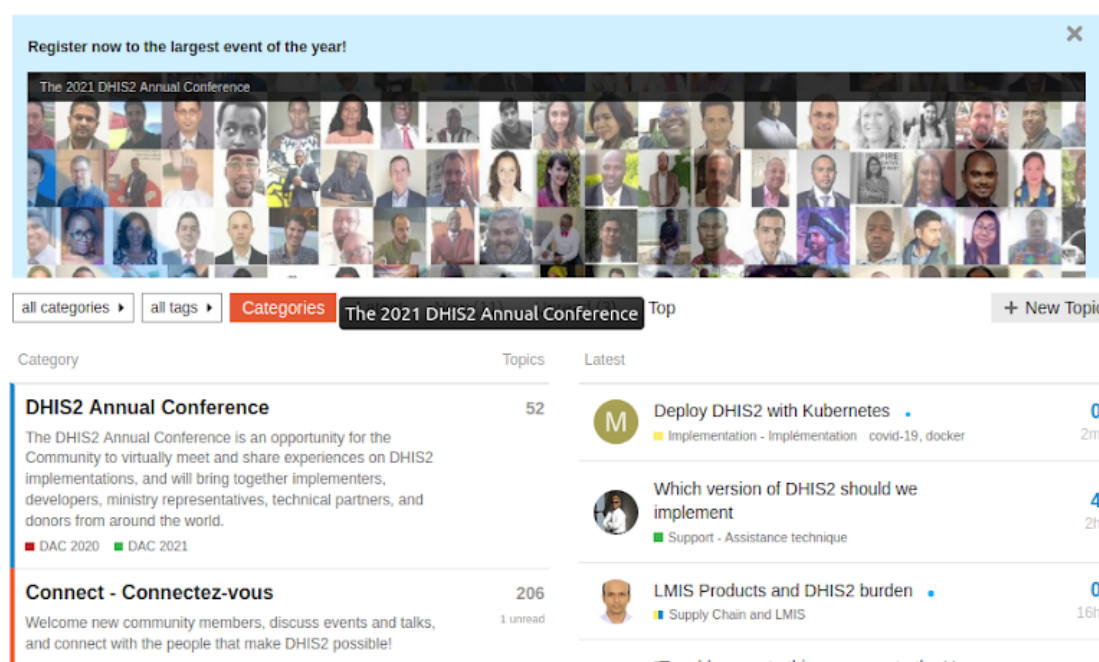 Register now to the largest event of the year!
The 2021 DHIS2 Annual Conference
all categories
all tags
Categories
The 2021 DHIS2 Annual Conference
Top
+ New Topic
Category
Topics
Latest
DHIS2 Annual Conference
52
The DHIS2 Annual Conference is an opportunity for the
Community to virtually meet and share experiences on DHIS2
implementations, and will bring together implementers,
developers, ministry representatives, technical partners, and
donors from around the world.
DAC 2020 DAC 2021
Connect - Connectez-vous
206
Welcome new community members, discuss events and talks,
1 unread
and connect with the people that make DHIS2 possible!
M
Deploy DHIS2 with Kubernetes
0
Implementation - Implémentation covid-19, docker
2m
Which version of DHIS2 should we
implement
4
2h
Support - Assistance technique
LMIS Products and DHIS2 burden
0
Supply Chain and LMIS
16h